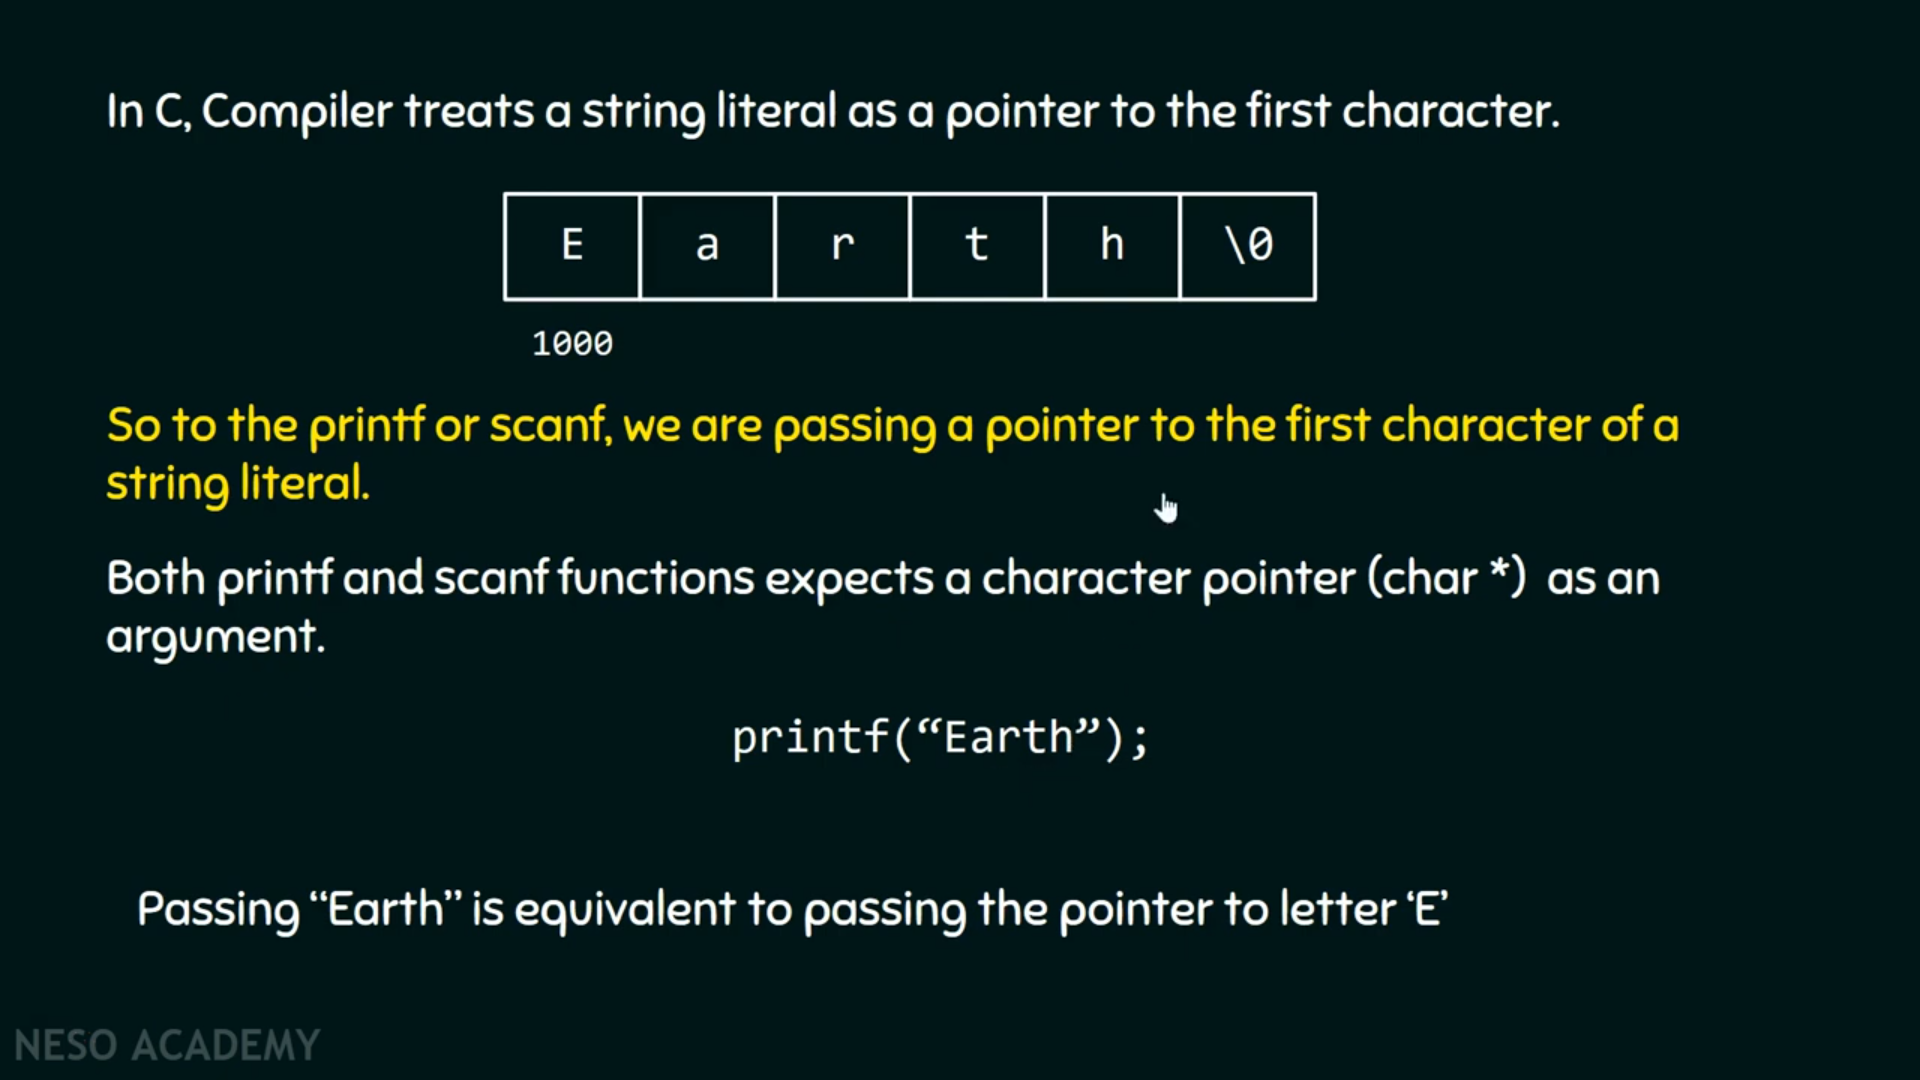 In C, Compiler treats a string literal as a pointer to the first character.
E a r t h \0
1000
So to the printf or scanf, we are passing a pointer to the first character of a
string literal.
Both printf and scanf functions expects a character pointer (char *) as an
argument.
printf(“Earth”);
Passing “Earth” is equivalent to passing the pointer to letter ‘E’
NESO ACADEMY